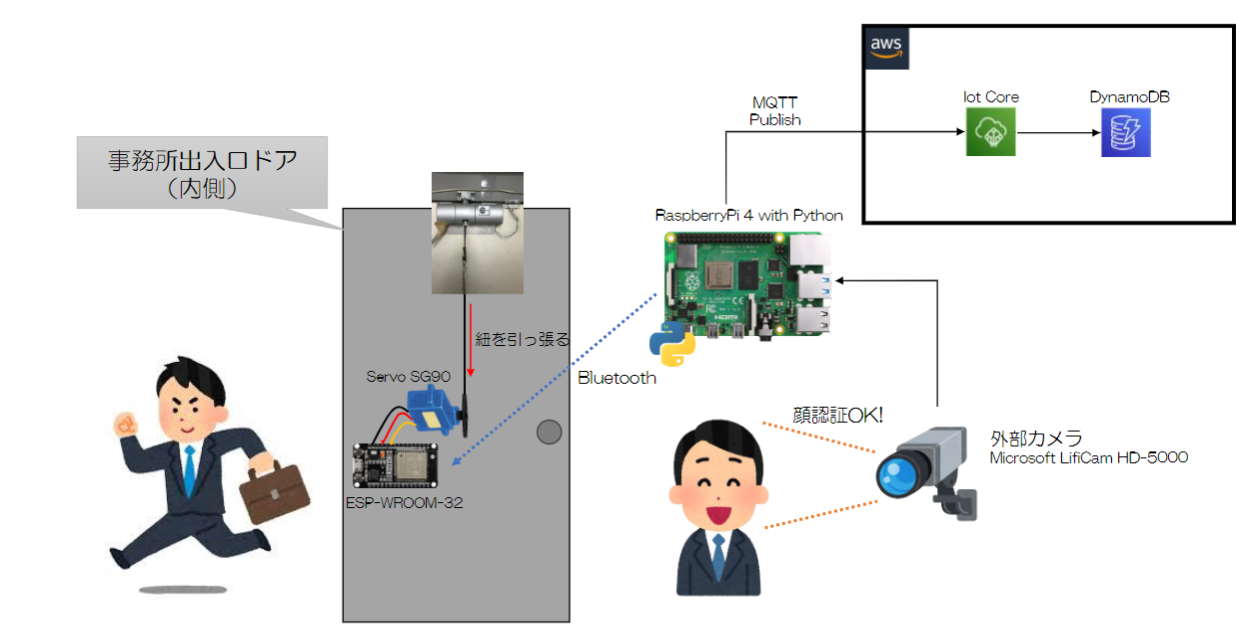 aws
Iot Core
DynamoDB
MQTT
Publish
事務所出入口ドア
（内側）
RaspberryPi 4 with Python
HDMI
紐を引っ張る
Servo SG90
Bluetooth
ESP-WROOM-32
顔認証OK!
外部カメラ
Microsoft LifiCam HD-5000